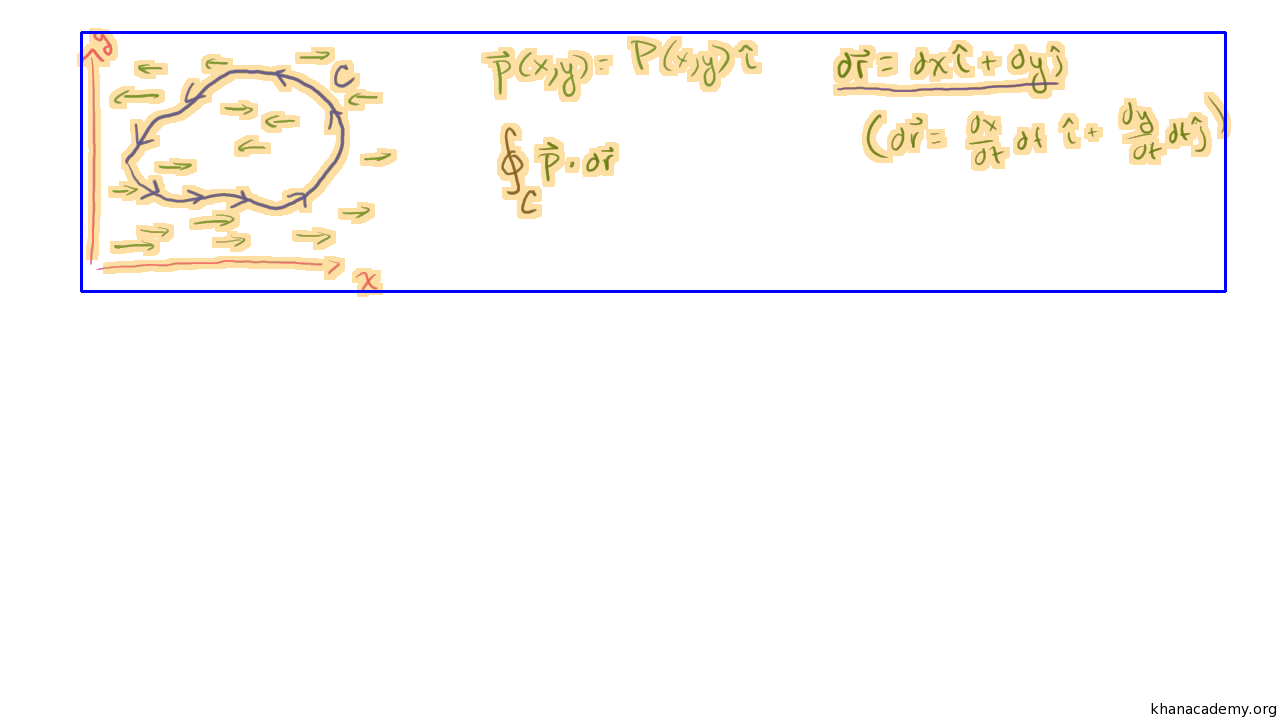 y
C
x
p⃗(x,y) = P(x,y) î
∮_C p⃗ · dr⃗
dr⃗ = dx î + dy ĵ
(dr⃗ = dx/dt dt î + dy/dt dt ĵ)
khanacademy.org